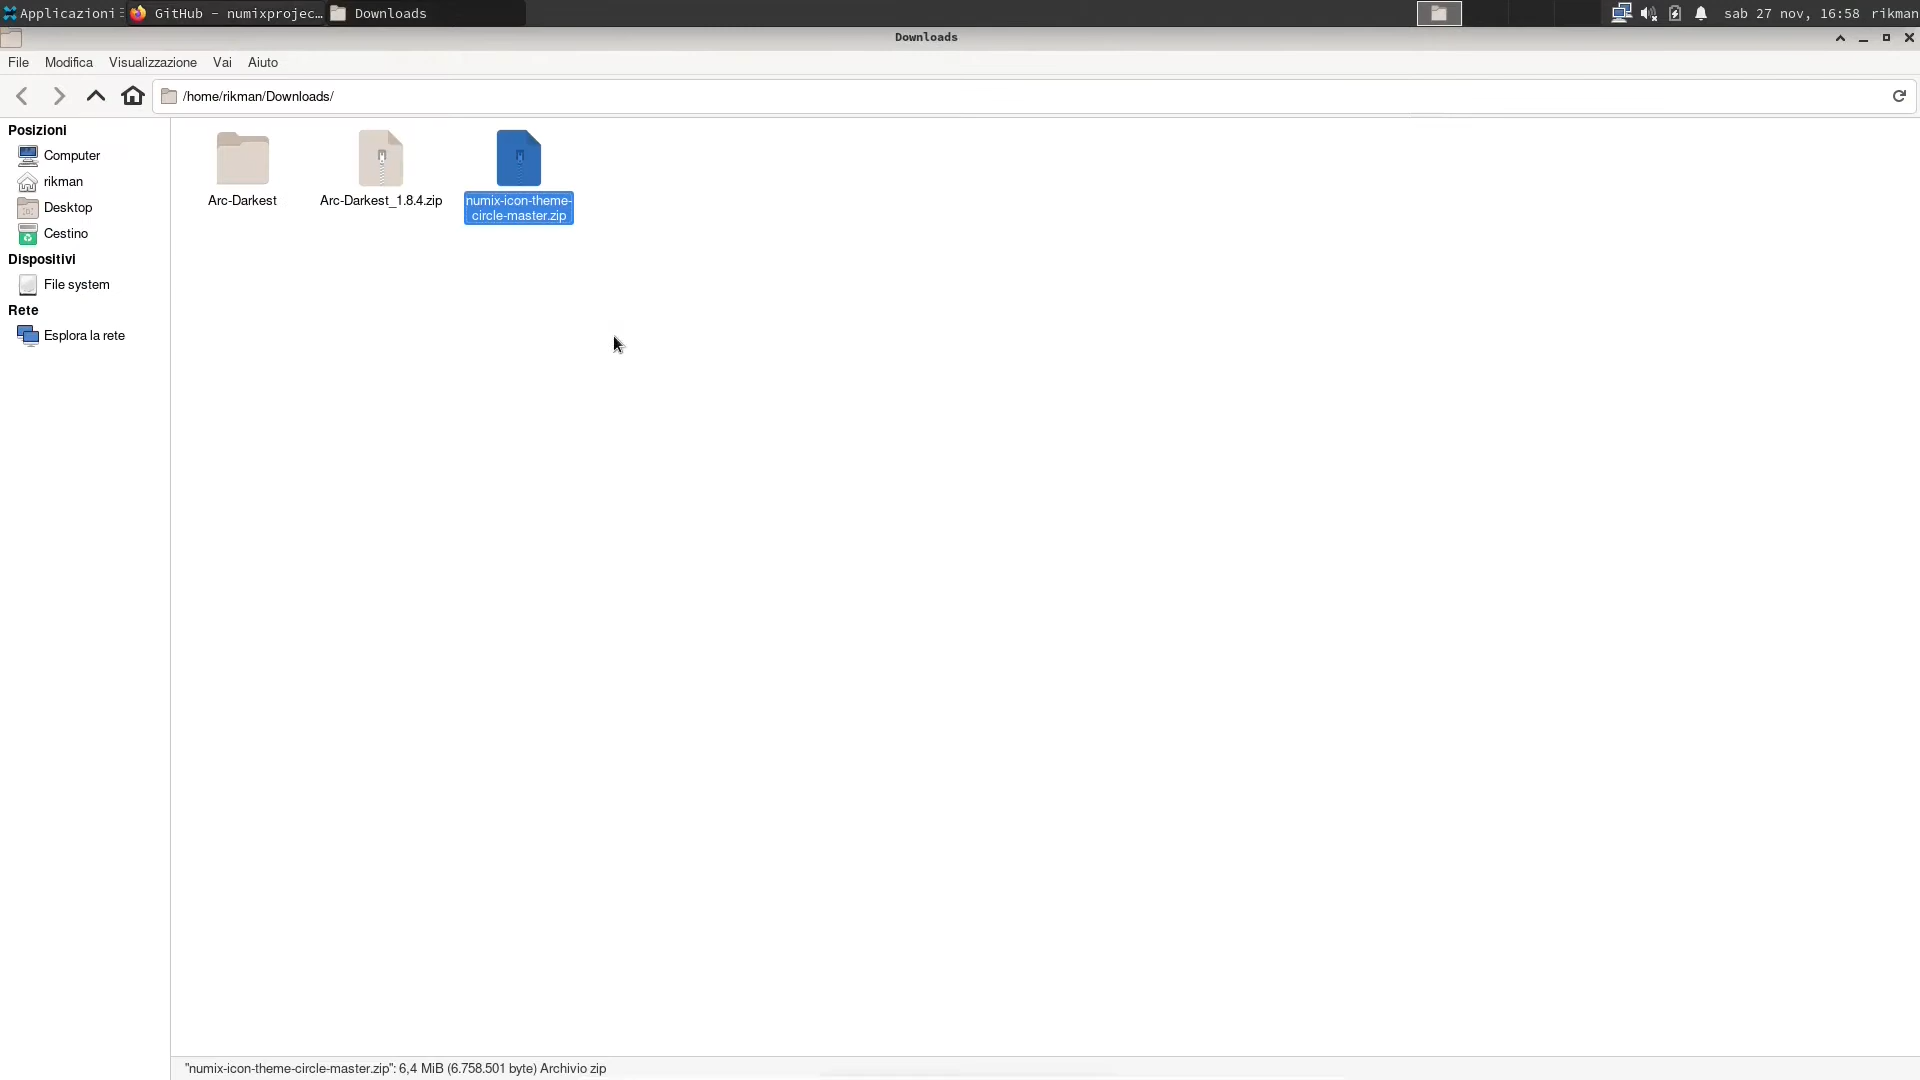 Applicazioni
GitHub - numixprojec…
Downloads
sab 27 nov, 16:58
rikman
Downloads
File
Modifica
Visualizzazione
Vai
Aiuto
/home/rikman/Downloads/
Posizioni
Computer
rikman
Desktop
Cestino
Dispositivi
File system
Rete
Esplora la rete
Arc-Darkest
Arc-Darkest_1.8.4.zip
numix-icon-theme-
circle-master.zip
"numix-icon-theme-circle-master.zip": 6,4 MiB (6.758.501 byte) Archivio zip